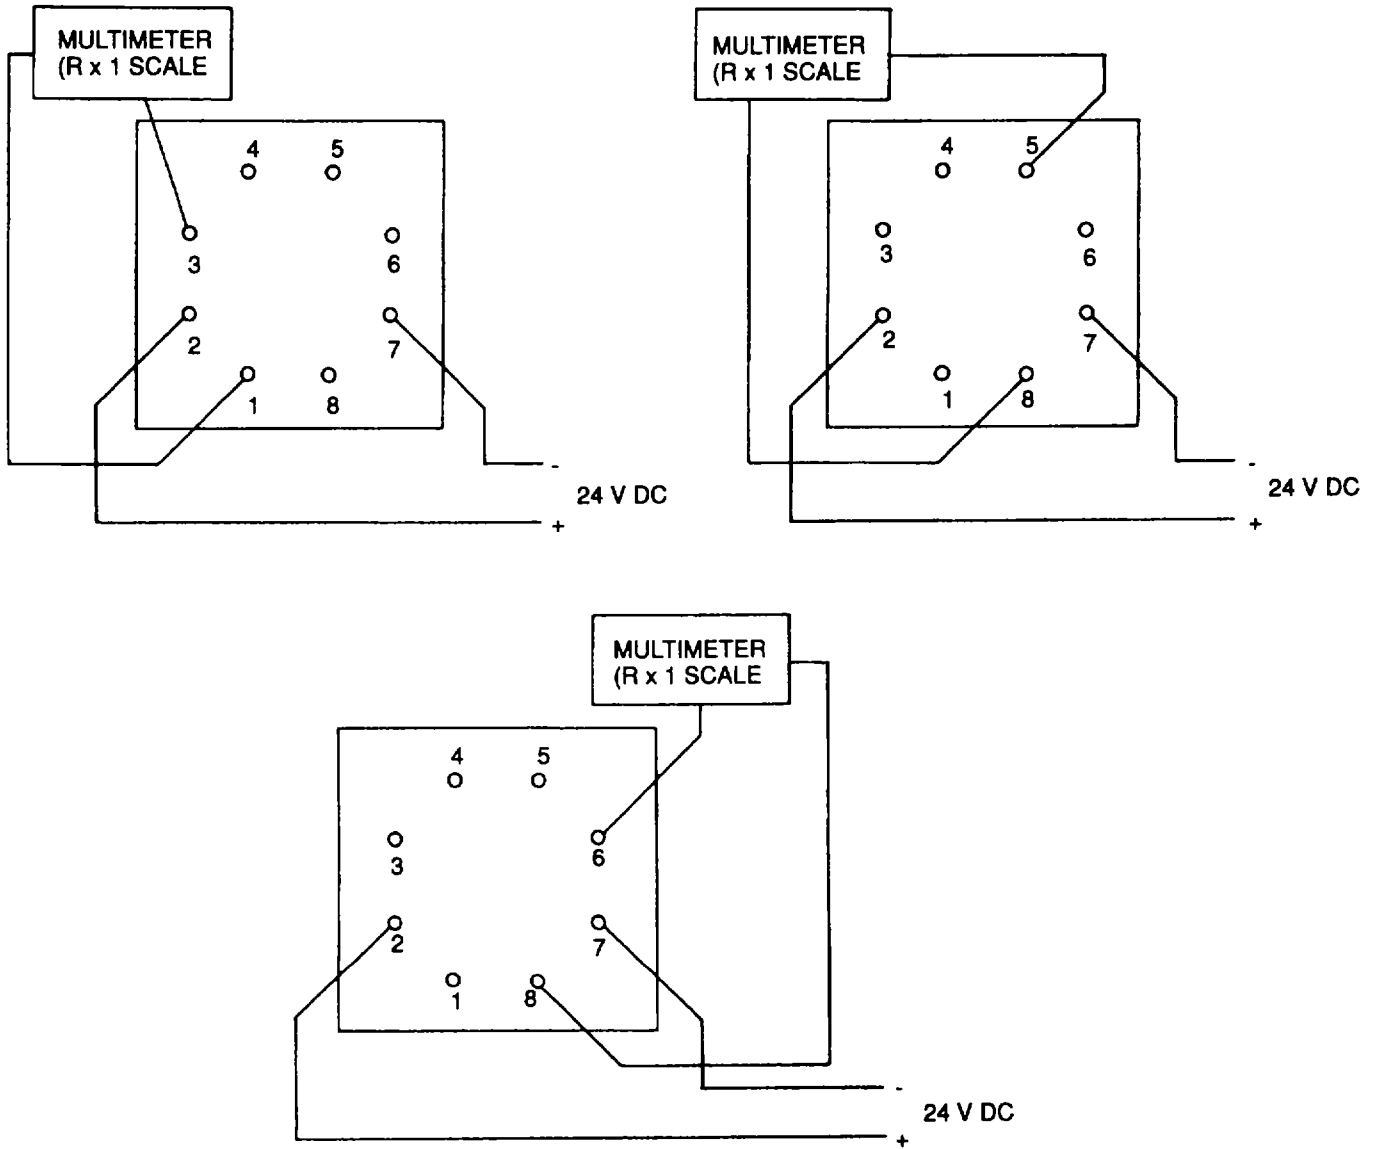 MULTIMETER
(R x 1 SCALE
4 5
3 6
2 7
1 8
-
24 V DC
+
MULTIMETER
(R x 1 SCALE
4 5
3 6
2 7
1 8
-
24 V DC
+
MULTIMETER
(R x 1 SCALE
4 5
3 6
2 7
1 8
-
24 V DC
+